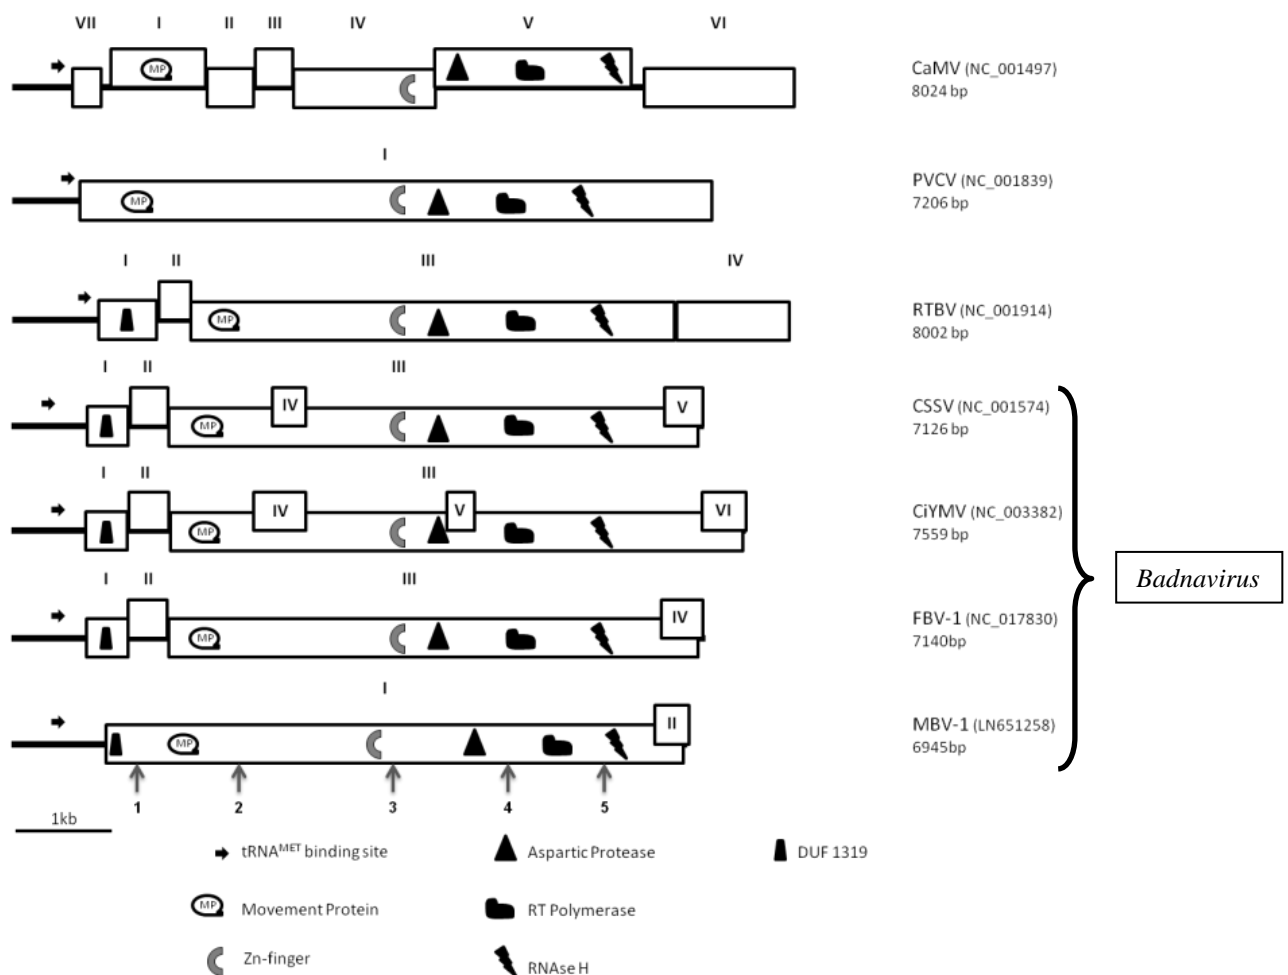 VII I II III IV V VI
MP
CaMV (NC_001497)
8024 bp
I
MP
PVCV (NC_001839)
7206 bp
I II III IV
MP
RTBV (NC_001914)
8002 bp
I II III
IV V
MP
CSSV (NC_001574)
7126 bp
I II III
IV V VI
MP
CiYMV (NC_003382)
7559 bp
I II III
IV
MP
FBV-1 (NC_017830)
7140bp
Badnavirus
I
II
MP
MBV-1 (LN651258)
6945bp
1 2 3 4 5
1kb
tRNAᴹᴱᵀ binding site
Aspartic Protease
DUF 1319
MP
Movement Protein
RT Polymerase
Zn-finger
RNAse H